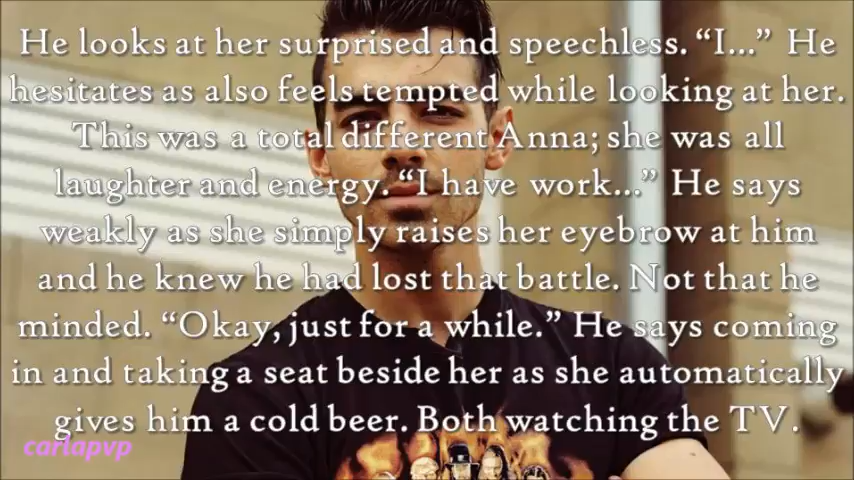 He looks at her surprised and speechless. “I...” He
hesitates as also feels tempted while looking at her.
This was a total different Anna; she was all
laughter and energy. “I have work...” He says
weakly as she simply raises her eyebrow at him
and he knew he had lost that battle. Not that he
minded. “Okay, just for a while.” He says coming
in and taking a seat beside her as she automatically
gives him a cold beer. Both watching the TV.
carlapvp